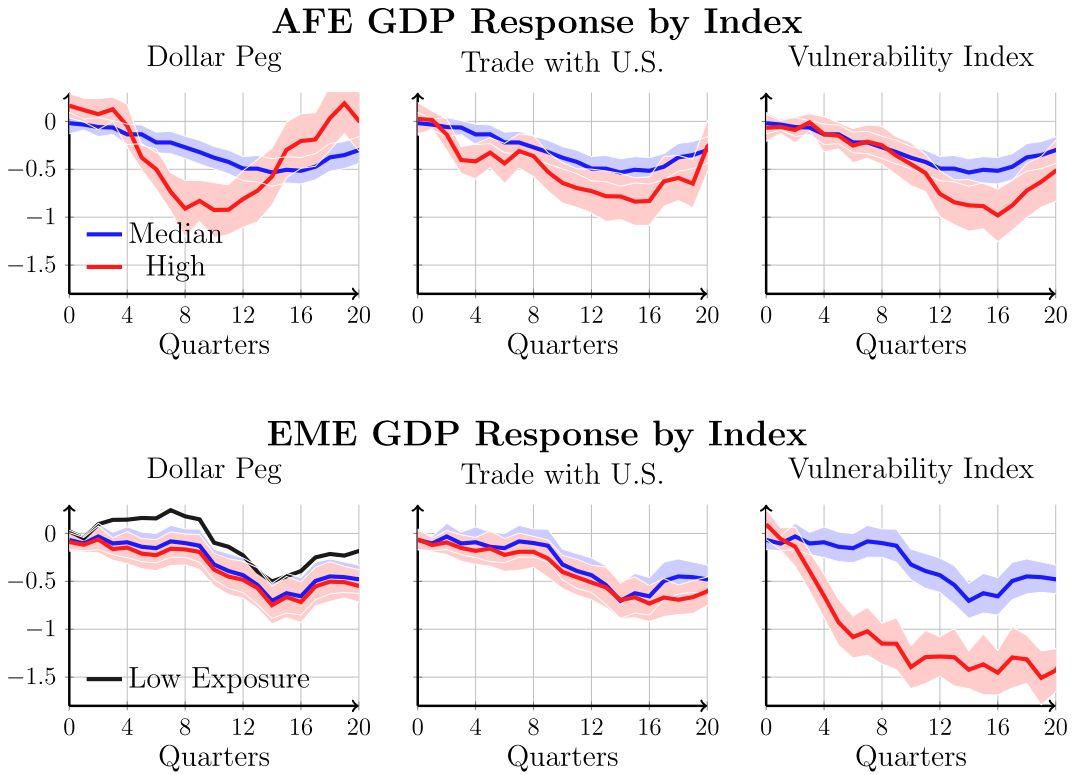 AFE GDP Response by Index
Dollar Peg
Trade with U.S.
Vulnerability Index
0
−0.5
−1
−1.5
Median
High
0 4 8 12 16 20
0 4 8 12 16 20
0 4 8 12 16 20
Quarters
Quarters
Quarters
EME GDP Response by Index
Dollar Peg
Trade with U.S.
Vulnerability Index
0
−0.5
−1
−1.5
Low Exposure
0 4 8 12 16 20
0 4 8 12 16 20
0 4 8 12 16 20
Quarters
Quarters
Quarters